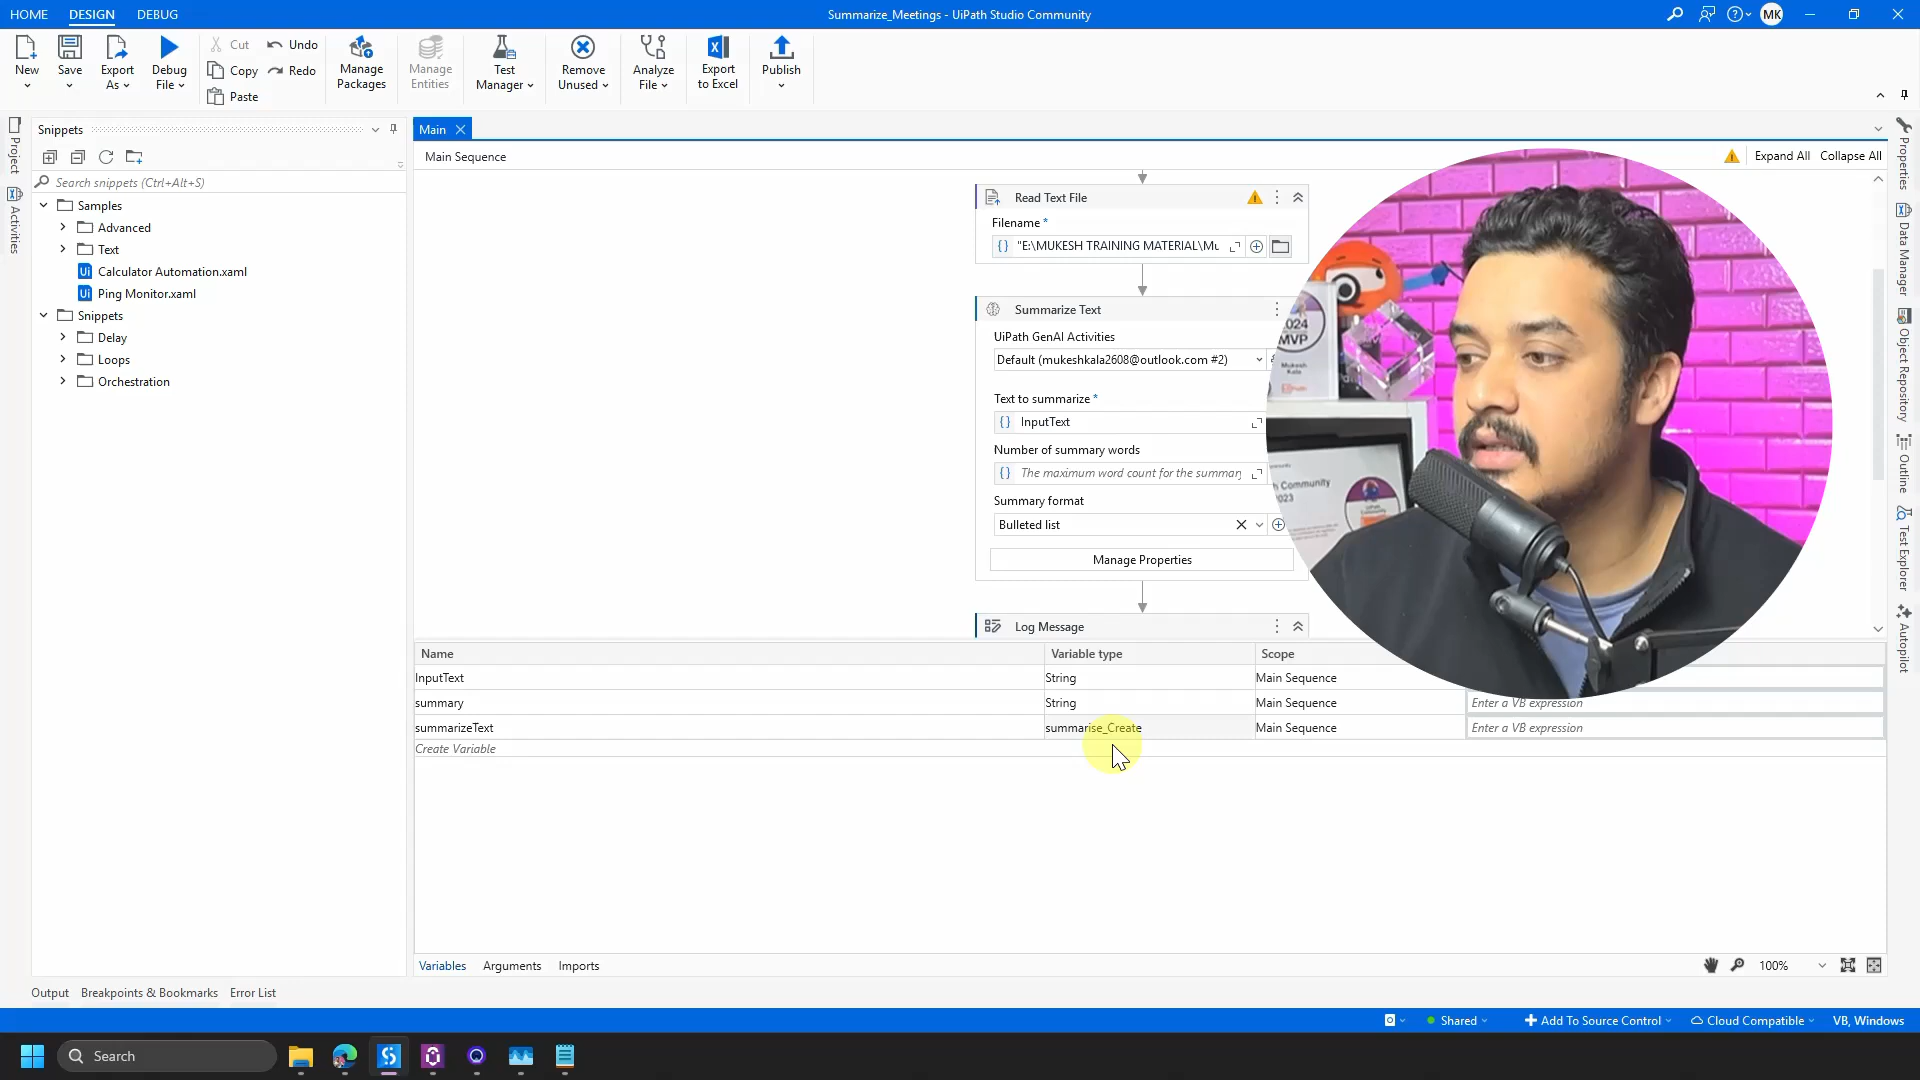 HOME DESIGN DEBUG
Summarize_Meetings - UiPath Studio Community
MK
New
Save
Export As
Debug File
Cut
Copy
Paste
Undo
Redo
Manage Packages
Manage Entities
Test Manager
Remove Unused
Analyze File
Export to Excel
Publish
Project
Activities
Snippets
Search snippets (Ctrl+Alt+S)
Samples
Advanced
Text
Calculator Automation.xaml
Ping Monitor.xaml
Snippets
Delay
Loops
Orchestration
Main
Main Sequence
Expand All Collapse All
Read Text File
Filename *
"E:\MUKESH TRAINING MATERIAL\Mu
Summarize Text
UiPath GenAI Activities
Default (mukeshkala2608@outlook.com #2)
Text to summarize *
InputText
Number of summary words
The maximum word count for the summary
Summary format
Bulleted list
Manage Properties
Log Message
2024
MVP
Mukesh
Kala
Community
2023
Properties
Data Manager
Object Repository
Outline
Test Explorer
Autopilot
Name Variable type Scope
InputText String Main Sequence
summary String Main Sequence Enter a VB expression
summarizeText summarise_Create Main Sequence Enter a VB expression
Create Variable
Variables Arguments Imports
100%
Output Breakpoints & Bookmarks Error List
Shared Add To Source Control Cloud Compatible VB, Windows
Search